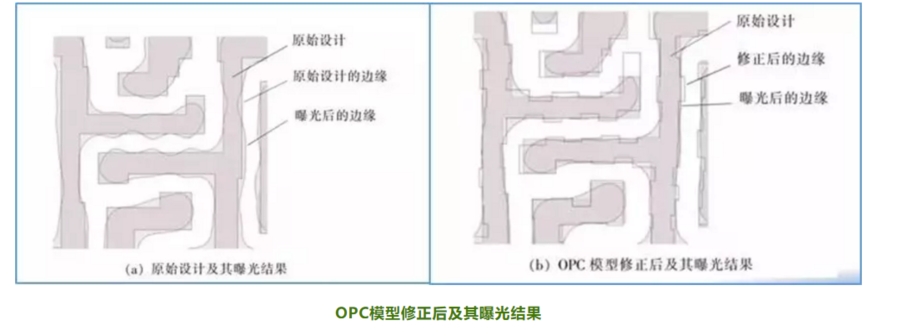 原始设计
原始设计的边缘
曝光后的边缘
(a) 原始设计及其曝光结果
原始设计
修正后的边缘
曝光后的边缘
(b) OPC 模型修正后及其曝光结果
OPC模型修正后及其曝光结果